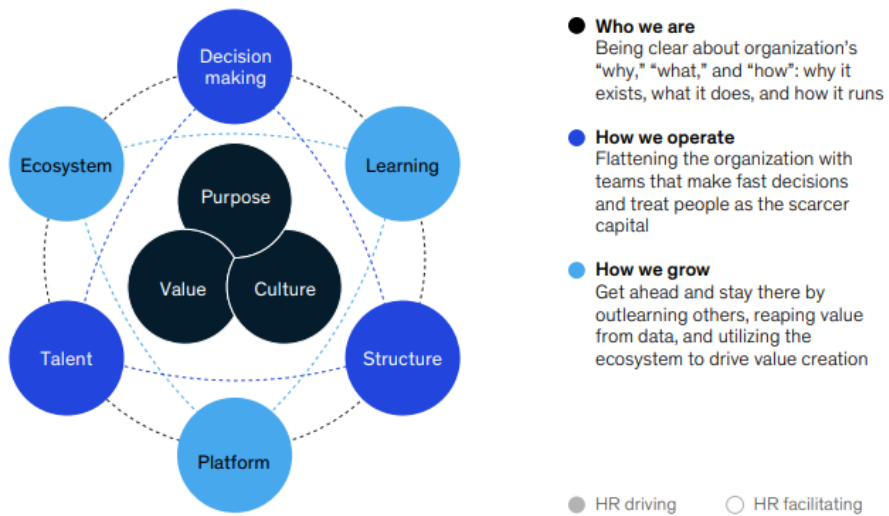 Decision
making
Ecosystem
Learning
Purpose
Value
Culture
Talent
Structure
Platform
Who we are
Being clear about organization’s
“why,” “what,” and “how”: why it
exists, what it does, and how it runs
How we operate
Flattening the organization with
teams that make fast decisions
and treat people as the scarcer
capital
How we grow
Get ahead and stay there by
outlearning others, reaping value
from data, and utilizing the
ecosystem to drive value creation
HR driving
HR facilitating